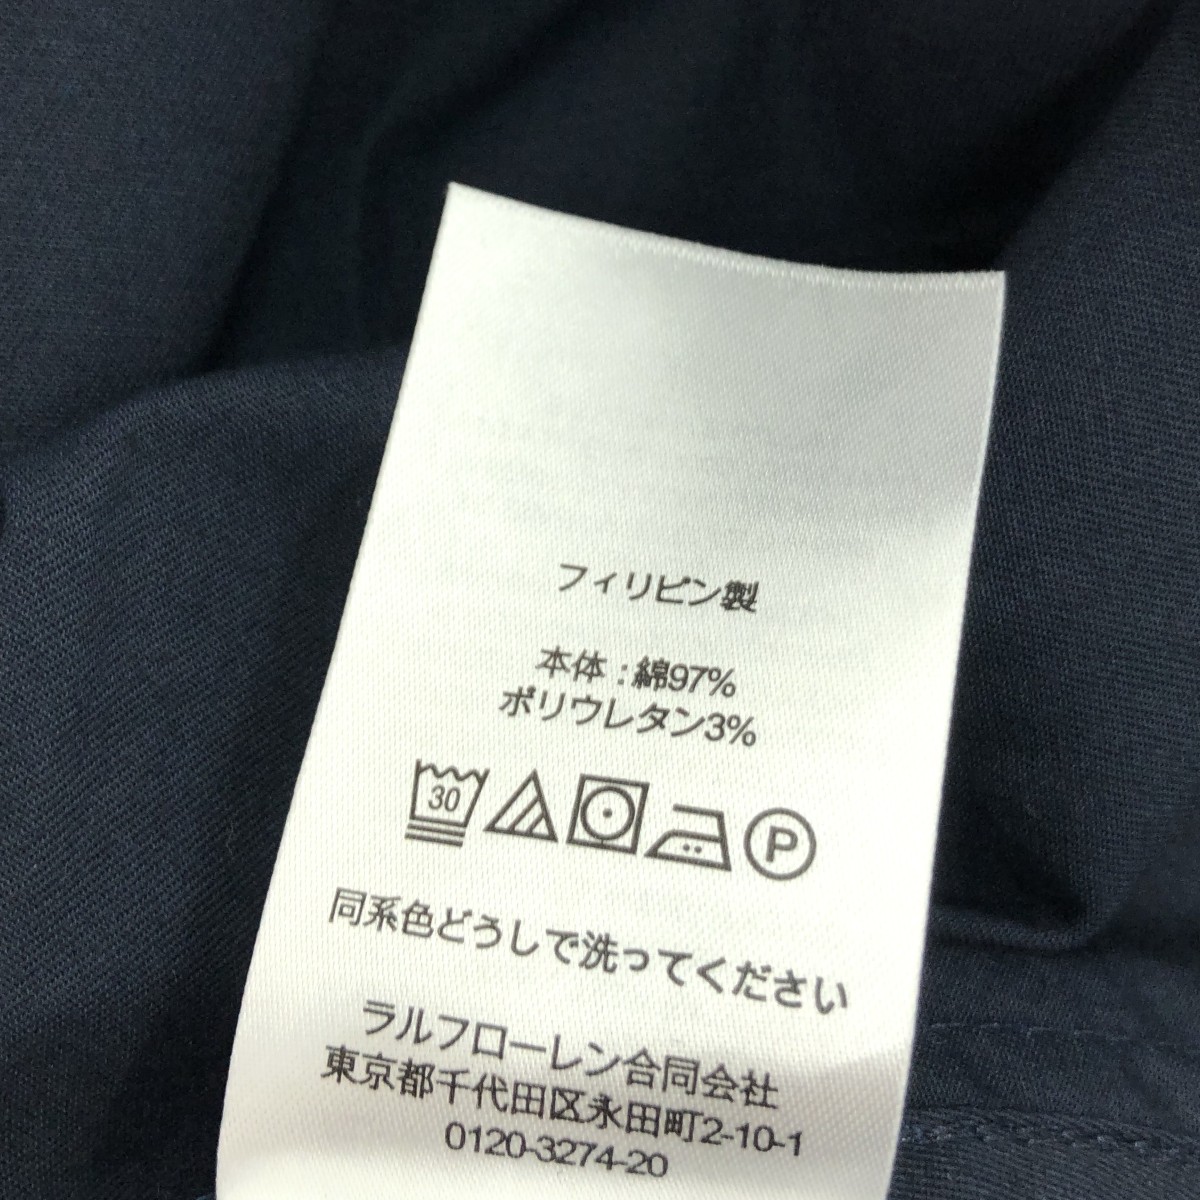 フィリピン製
本体:綿97%
ポリウレタン3%
30 P
同系色どうしで洗ってください
ラルフローレン合同会社
東京都千代田区永田町2-10-1
0120-3274-20